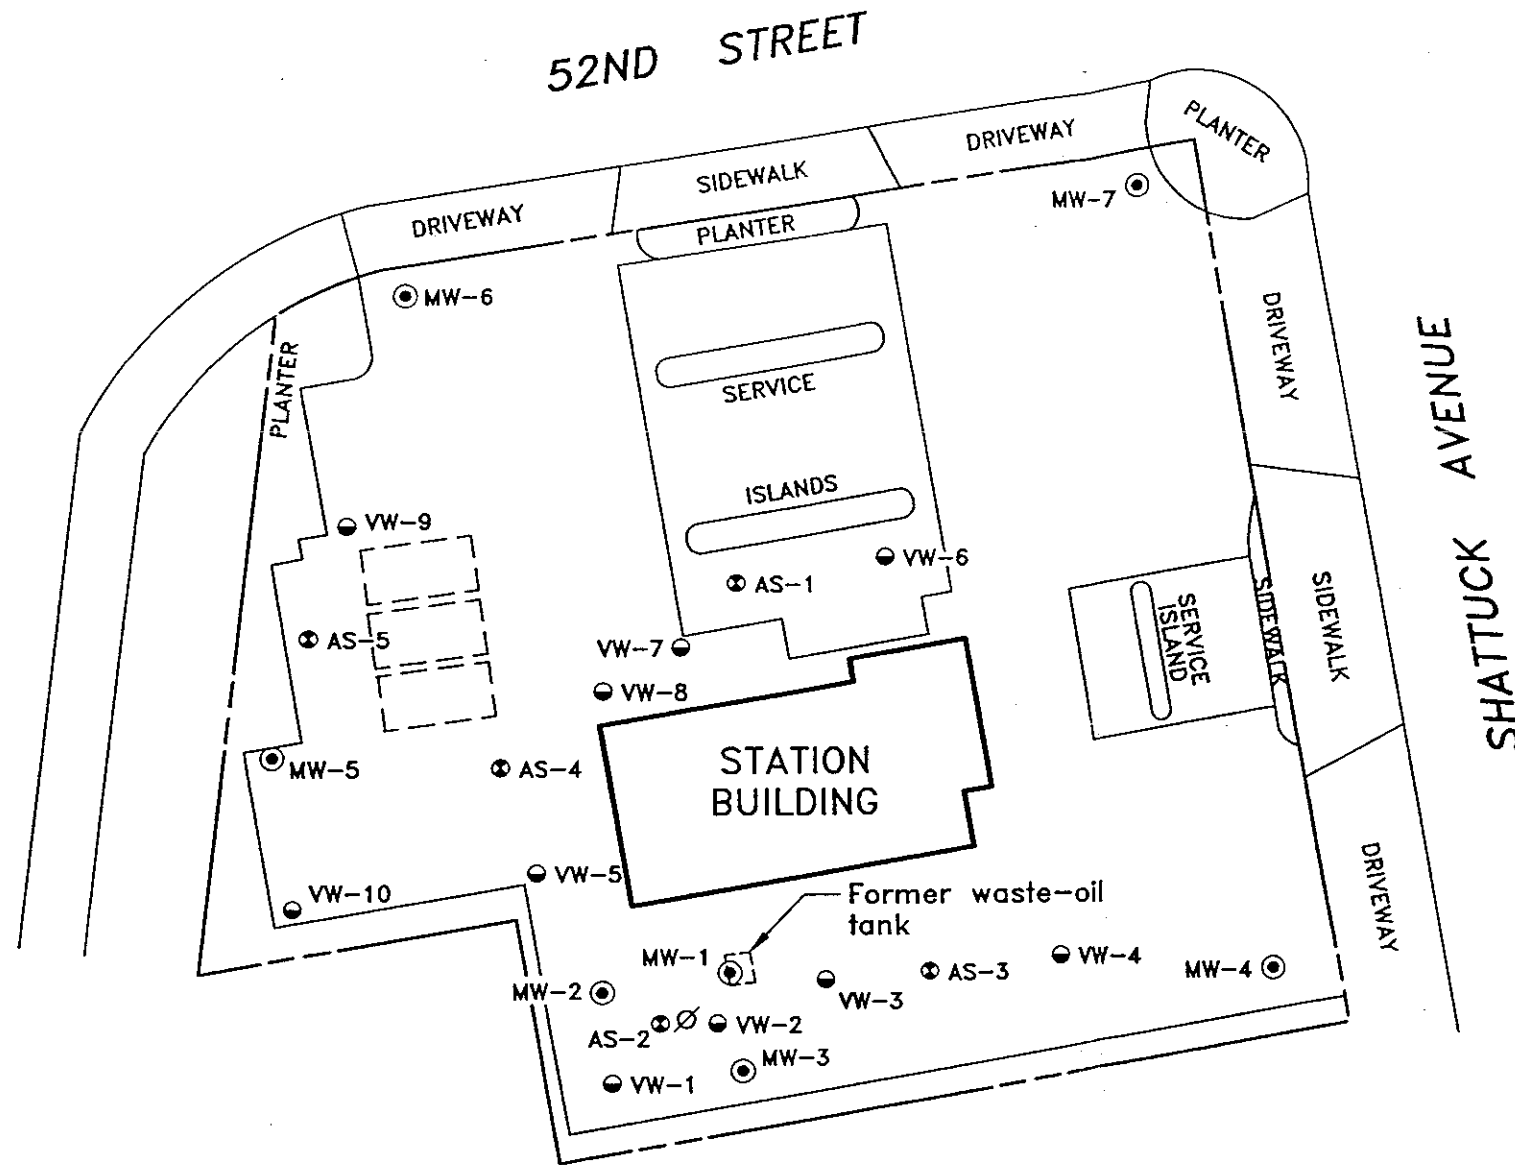 52ND STREET
PLANTER
DRIVEWAY
SIDEWALK
DRIVEWAY
MW-7
PLANTER
MW-6
DRIVEWAY
PLANTER
SERVICE
ISLANDS
SHATTUCK AVENUE
VW-9
VW-6
AS-1
AS-5
VW-7
VW-8
SERVICE
ISLAND
SIDEWALK
SIDEWALK
STATION
BUILDING
MW-5
AS-4
VW-5
VW-10
DRIVEWAY
Former waste-oil
tank
MW-1
VW-4
AS-3
MW-4
MW-2
VW-3
AS-2
VW-2
MW-3
VW-1